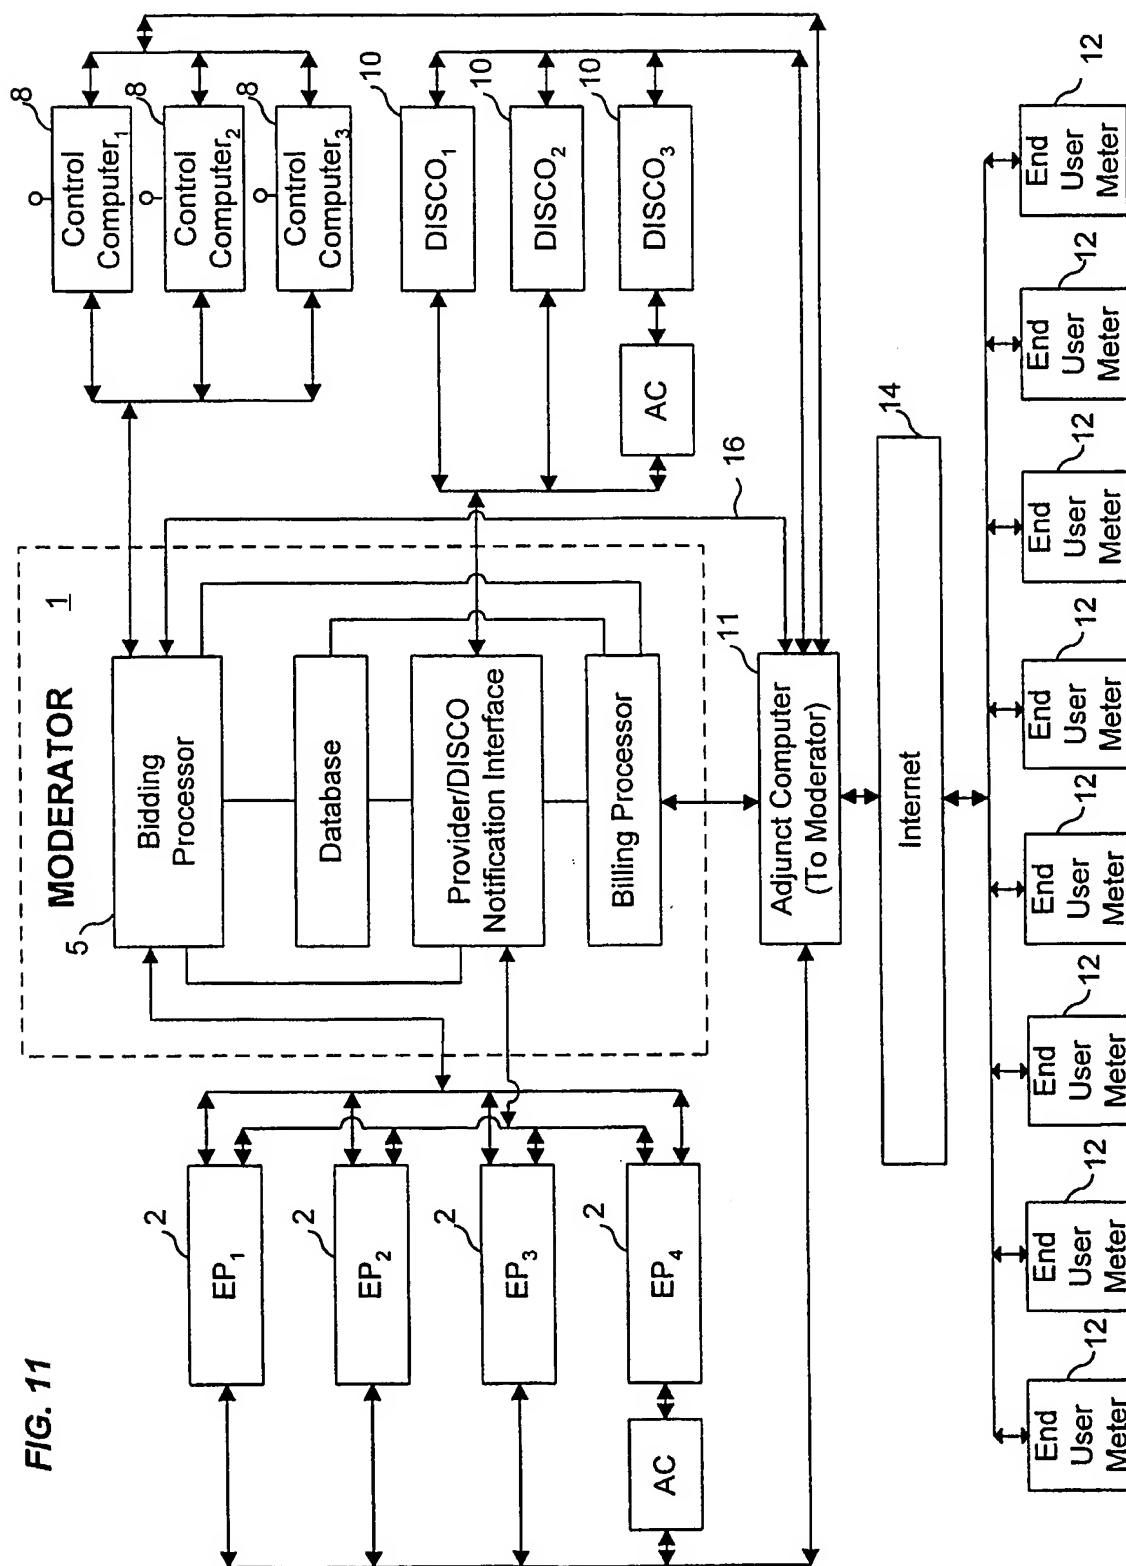 FIG. 11
MODERATOR
1
5
Bidding
Processor
Database
Provider/DISCO
Notification Interface
Billing Processor
2
EP1
2
EP2
2
EP3
2
EP4
AC
8
Control
Computer1
8
Control
Computer2
8
Control
Computer3
10
DISCO1
10
DISCO2
10
DISCO3
AC
16
11
Adjunct Computer
(To Moderator)
14
Internet
12
End
User
Meter
12
End
User
Meter
12
End
User
Meter
12
End
User
Meter
12
End
User
Meter
12
End
User
Meter
12
End
User
Meter
12
End
User
Meter